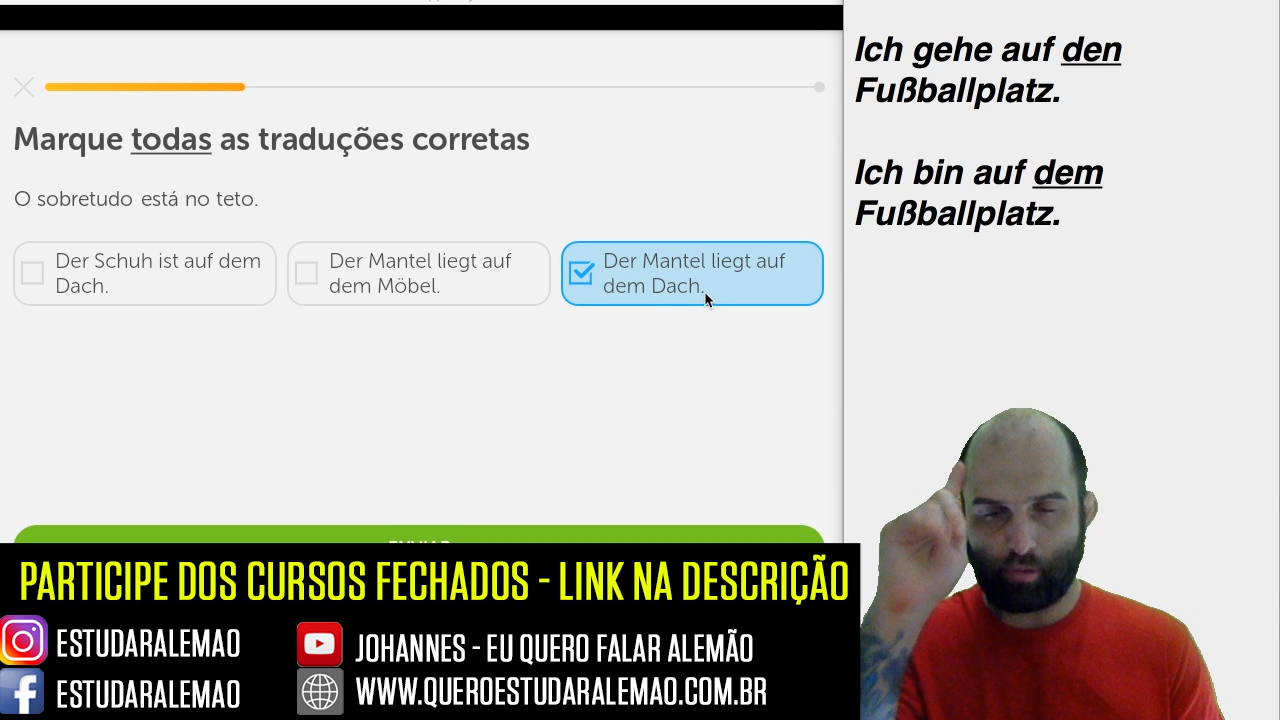 Marque todas as traduções corretas
O sobretudo está no teto.
Der Schuh ist auf dem
Dach.
Der Mantel liegt auf
dem Möbel.
Der Mantel liegt auf
dem Dach.
Ich gehe auf den
Fußballplatz.
Ich bin auf dem
Fußballplatz.
PARTICIPE DOS CURSOS FECHADOS - LINK NA DESCRIÇÃO
ESTUDARALEMAO
JOHANNES - EU QUERO FALAR ALEMÃO
ESTUDARALEMAO
WWW.QUEROESTUDARALEMAO.COM.BR